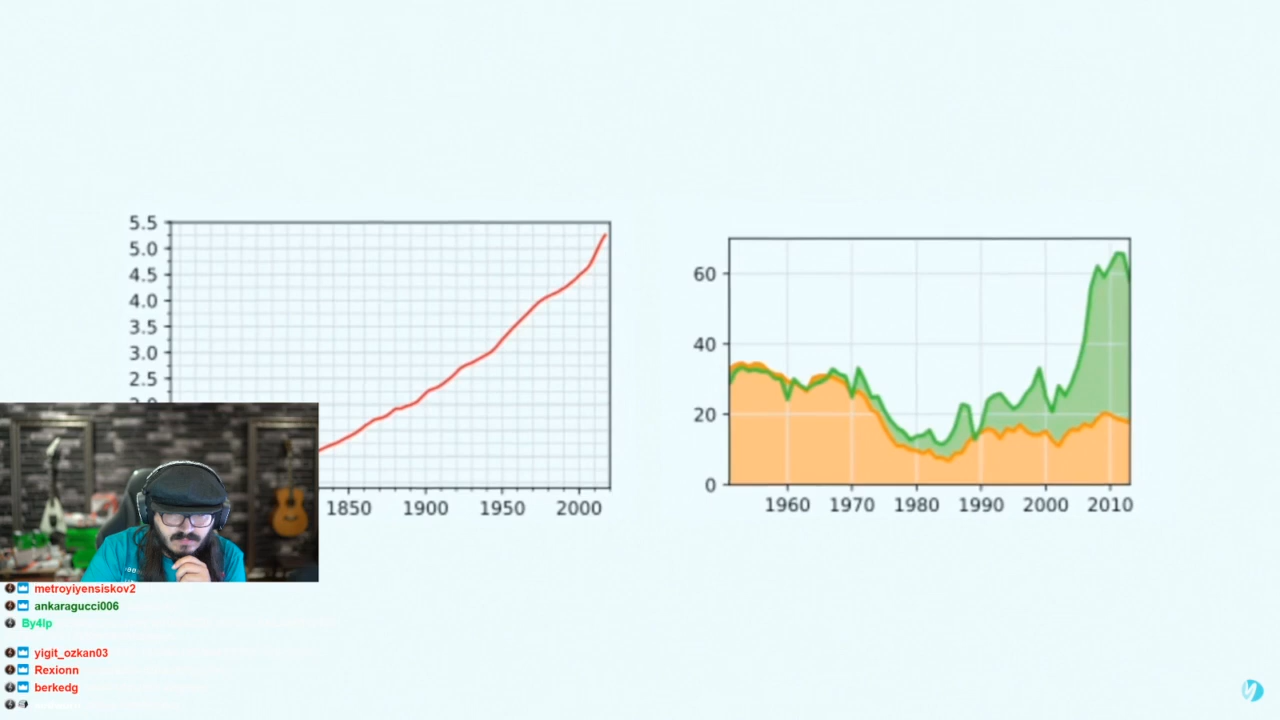 5.5
5.0
4.5
4.0
3.5
3.0
2.5
1850 1900 1950 2000
60
40
20
0
1960 1970 1980 1990 2000 2010
metroyiyensiskov2
ankaragucci006
By4lp
yigit_ozkan03
Rexionn
berkedg